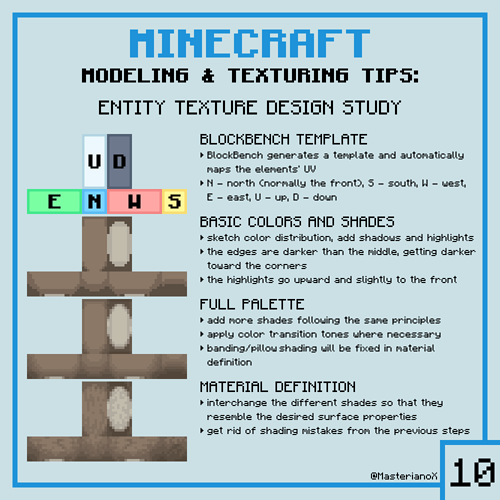 MINECRAFT
MODELING & TEXTURING TIPS:
ENTITY TEXTURE DESIGN STUDY
U D
E N W S
BLOCKBENCH TEMPLATE
BlockBench generates a template and automatically
maps the elements' UV
N - north (normally the front), S - south, W - west,
E - east, U - up, D - down
BASIC COLORS AND SHADES
sketch color distribution, add shadows and highlights
the edges are darker than the middle, getting darker
toward the corners
the highlights go upward and slightly to the front
FULL PALETTE
add more shades following the same principles
apply color transition tones where necessary
banding/pillow shading will be fixed in material
definition
MATERIAL DEFINITION
interchange the different shades so that they
resemble the desired surface properties
get rid of shading mistakes from the previous steps
@MasterianoX
10